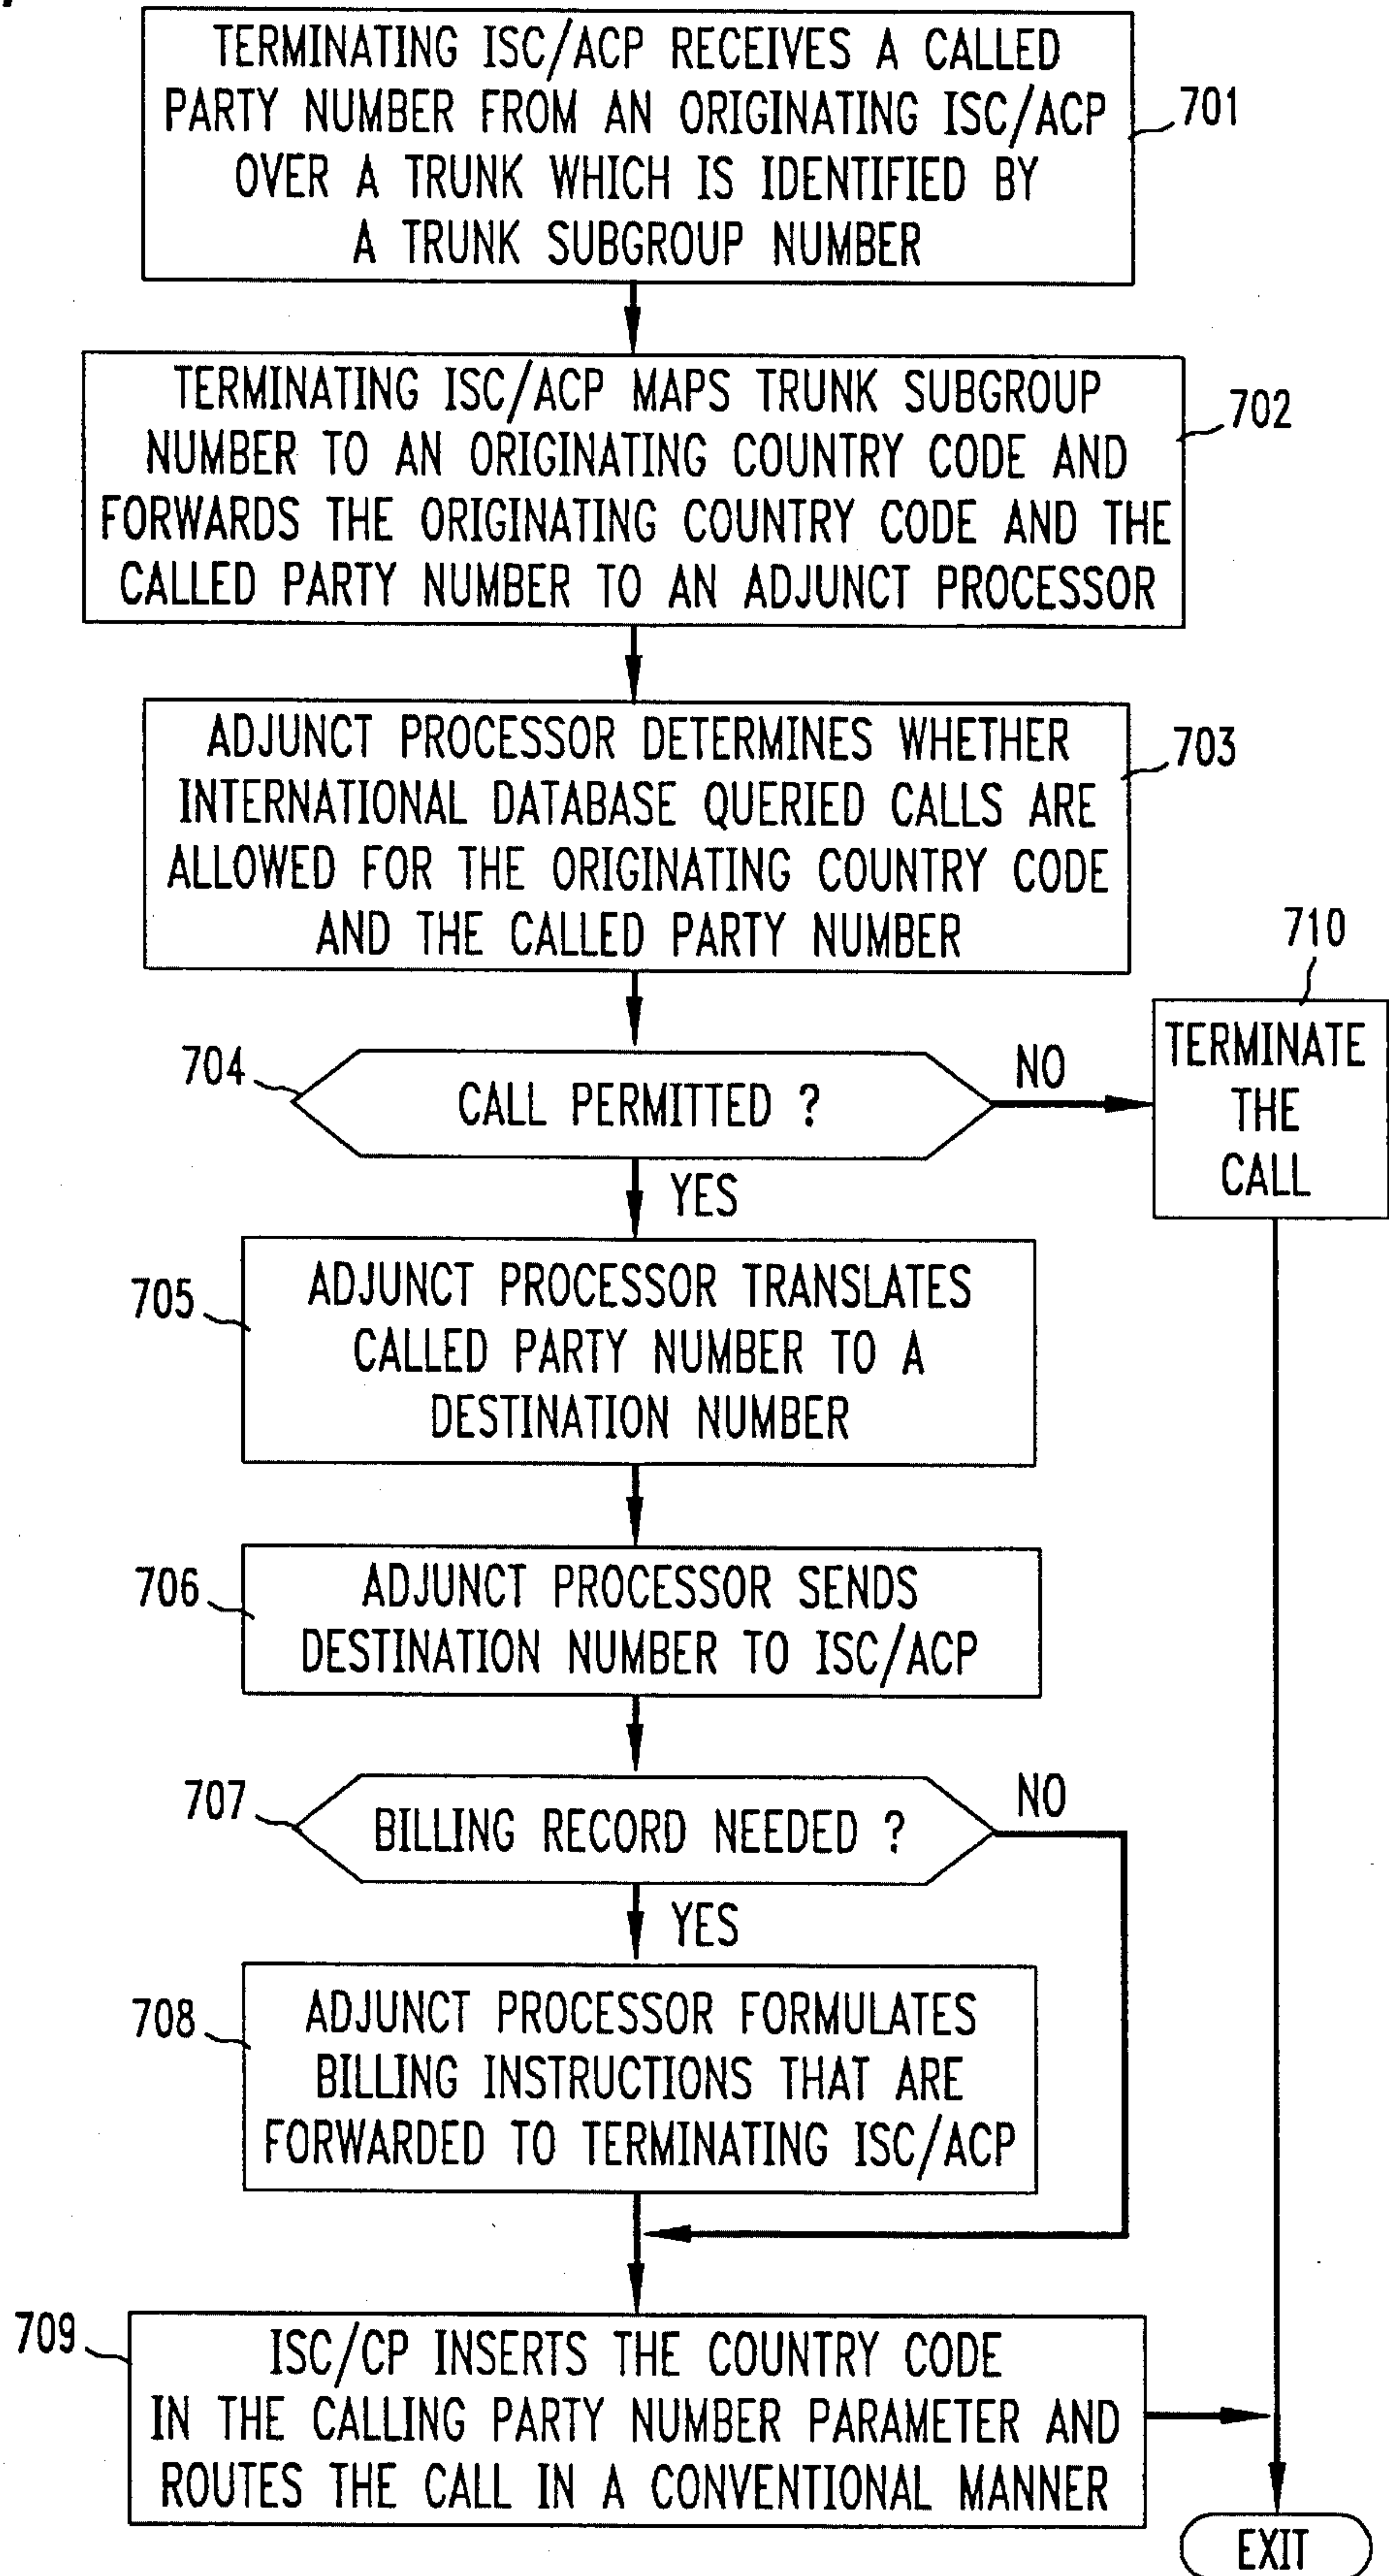 TERMINATING ISC/ACP RECEIVES A CALLED
PARTY NUMBER FROM AN ORIGINATING ISC/ACP
OVER A TRUNK WHICH IS IDENTIFIED BY
A TRUNK SUBGROUP NUMBER
701
TERMINATING ISC/ACP MAPS TRUNK SUBGROUP
NUMBER TO AN ORIGINATING COUNTRY CODE AND
FORWARDS THE ORIGINATING COUNTRY CODE AND THE
CALLED PARTY NUMBER TO AN ADJUNCT PROCESSOR
702
ADJUNCT PROCESSOR DETERMINES WHETHER
INTERNATIONAL DATABASE QUERIED CALLS ARE
ALLOWED FOR THE ORIGINATING COUNTRY CODE
AND THE CALLED PARTY NUMBER
703
704
CALL PERMITTED ?
NO
710
TERMINATE
THE
CALL
YES
705
ADJUNCT PROCESSOR TRANSLATES
CALLED PARTY NUMBER TO A
DESTINATION NUMBER
706
ADJUNCT PROCESSOR SENDS
DESTINATION NUMBER TO ISC/ACP
707
BILLING RECORD NEEDED ?
NO
YES
708
ADJUNCT PROCESSOR FORMULATES
BILLING INSTRUCTIONS THAT ARE
FORWARDED TO TERMINATING ISC/ACP
709
ISC/CP INSERTS THE COUNTRY CODE
IN THE CALLING PARTY NUMBER PARAMETER AND
ROUTES THE CALL IN A CONVENTIONAL MANNER
EXIT